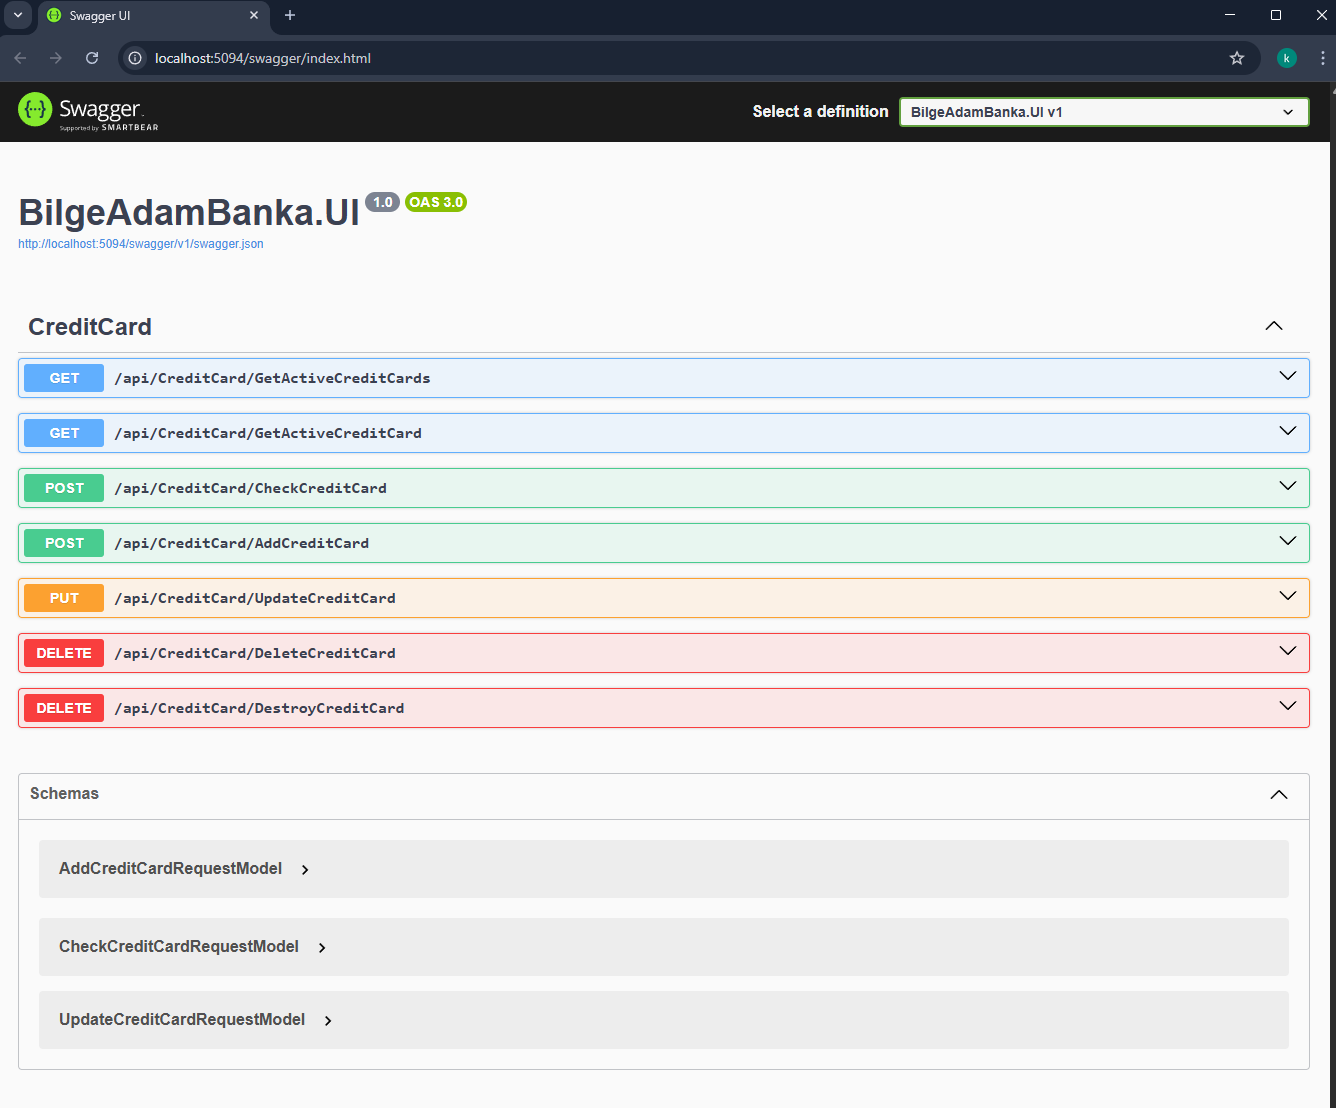 Swagger UI
localhost:5094/swagger/index.html
k
Swagger.
Supported by SMARTBEAR
Select a definition
BilgeAdamBanka.UI v1
BilgeAdamBanka.UI 1.0 OAS 3.0
http://localhost:5094/swagger/v1/swagger.json
CreditCard
GET /api/CreditCard/GetActiveCreditCards
GET /api/CreditCard/GetActiveCreditCard
POST /api/CreditCard/CheckCreditCard
POST /api/CreditCard/AddCreditCard
PUT /api/CreditCard/UpdateCreditCard
DELETE /api/CreditCard/DeleteCreditCard
DELETE /api/CreditCard/DestroyCreditCard
Schemas
AddCreditCardRequestModel
CheckCreditCardRequestModel
UpdateCreditCardRequestModel